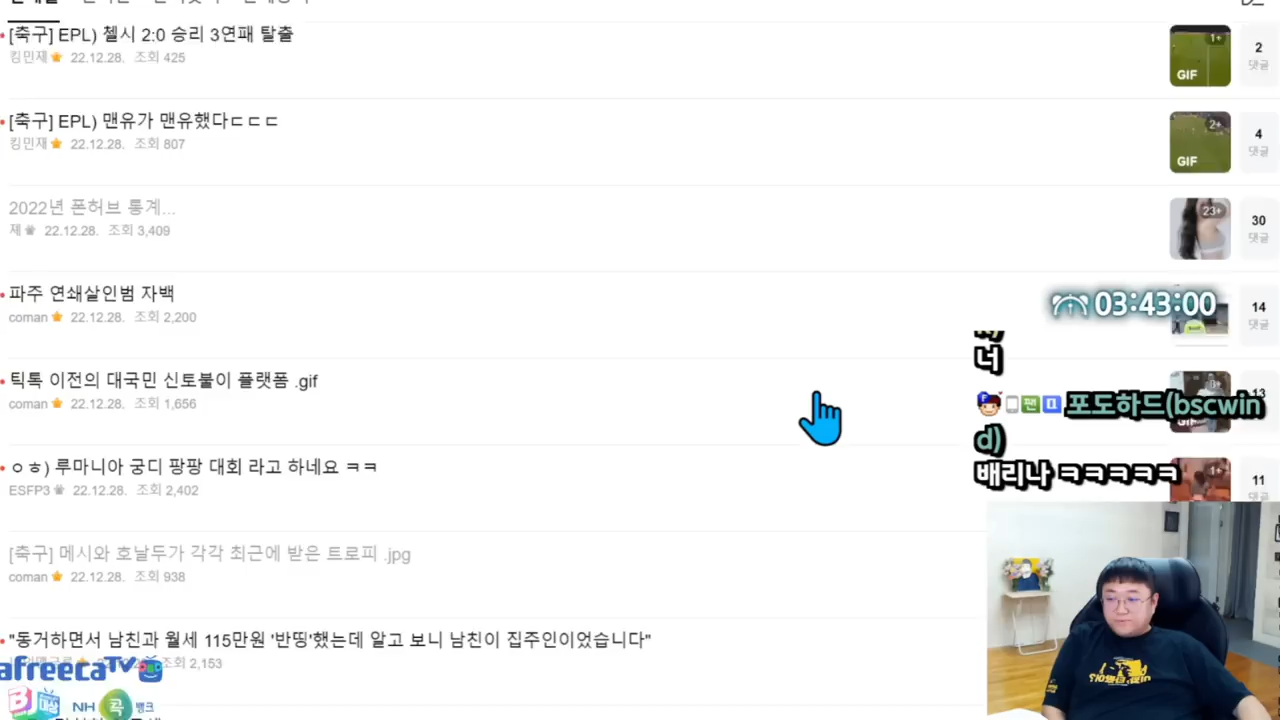 [축구] EPL) 첼시 2:0 승리 3연패 탈출
킹민재 22.12.28. 조회 425
1+
GIF
2
댓글
[축구] EPL) 맨유가 맨유했다ㄷㄷㄷ
킹민재 22.12.28. 조회 807
2+
GIF
4
댓글
2022년 폰허브 통계...
제 22.12.28. 조회 3,409
23+
30
댓글
파주 연쇄살인범 자백
coman 22.12.28. 조회 2,200
14
댓글
03:43:00
너
틱톡 이전의 대국민 신토불이 플랫폼 .gif
coman 22.12.28. 조회 1,656
13
팬
포도하드(bscwin
d)
배리나 ㅋㅋㅋㅋㅋ
ㅇㅎ) 루마니아 궁디 팡팡 대회 라고 하네요 ㅋㅋ
ESFP3 22.12.28. 조회 2,402
1+
11
댓글
[축구] 메시와 호날두가 각각 최근에 받은 트로피 .jpg
coman 22.12.28. 조회 938
"동거하면서 남친과 월세 115만원 '반띵'했는데 알고 보니 남친이 집주인이었습니다"
조회 2,153
afreecaTV
BJ
대상
NH 콕 뱅크